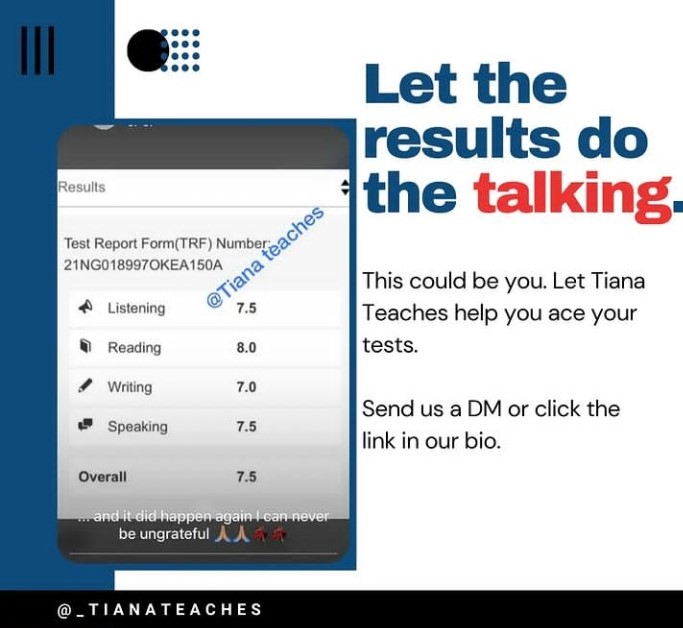 Let the
results do
the talking.
Results
Test Report Form(TRF) Number:
21NG018997OKEA150A
@Tiana teaches
Listening 7.5
Reading 8.0
Writing 7.0
Speaking 7.5
Overall 7.5
... and it did happen again I can never
be ungrateful 🙏🏽🙏🏽💃🏾💃🏾
This could be you. Let Tiana
Teaches help you ace your
tests.
Send us a DM or click the
link in our bio.
@_TIANATEACHES